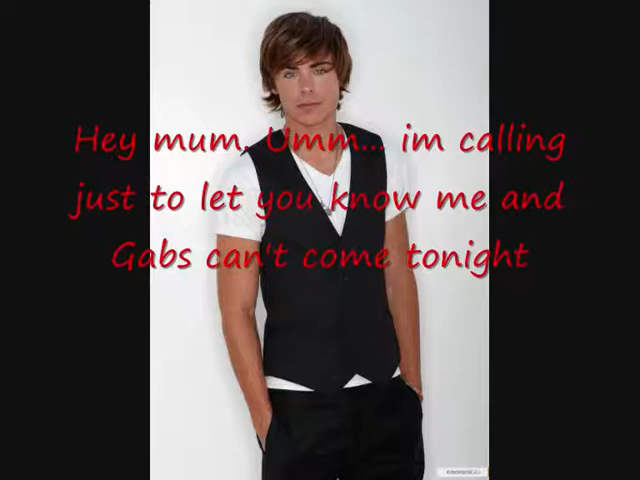 Hey mum. Umm... im calling
just to let you know me and
Gabs can't come tonight